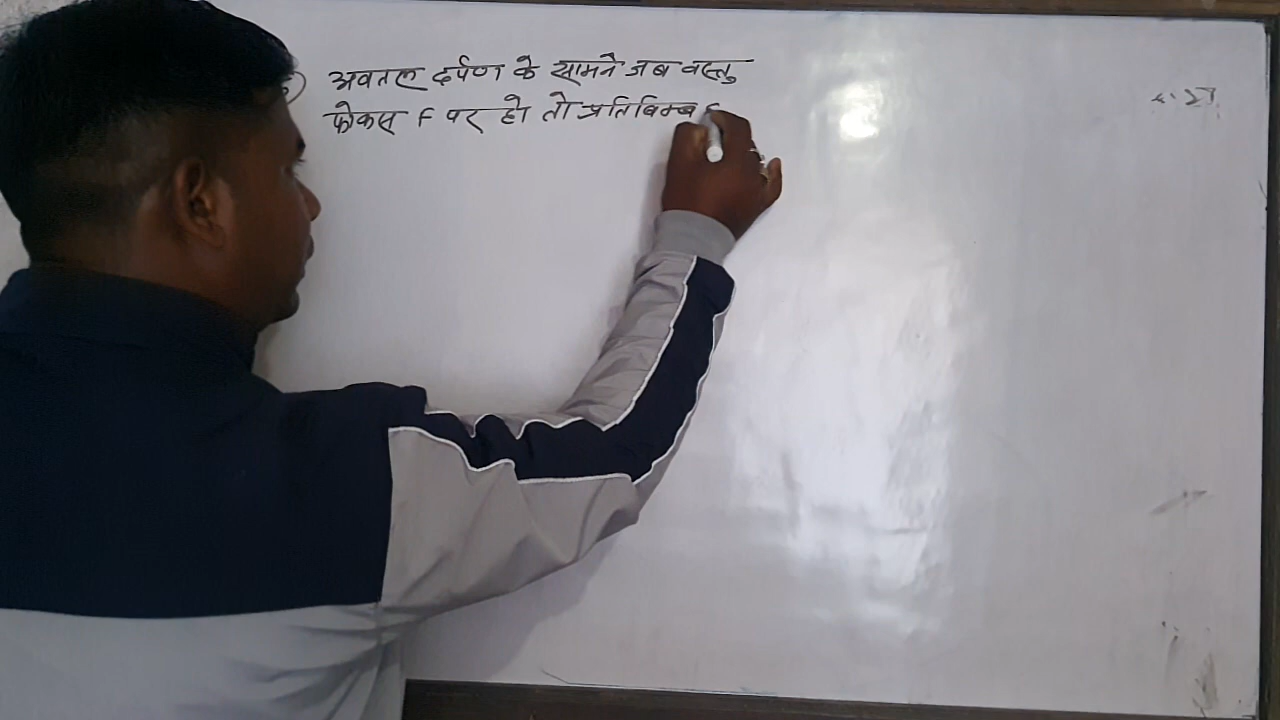 अवतल दर्पण के सामने जब वस्तु
फोकस F पर हो तो प्रतिबिम्ब